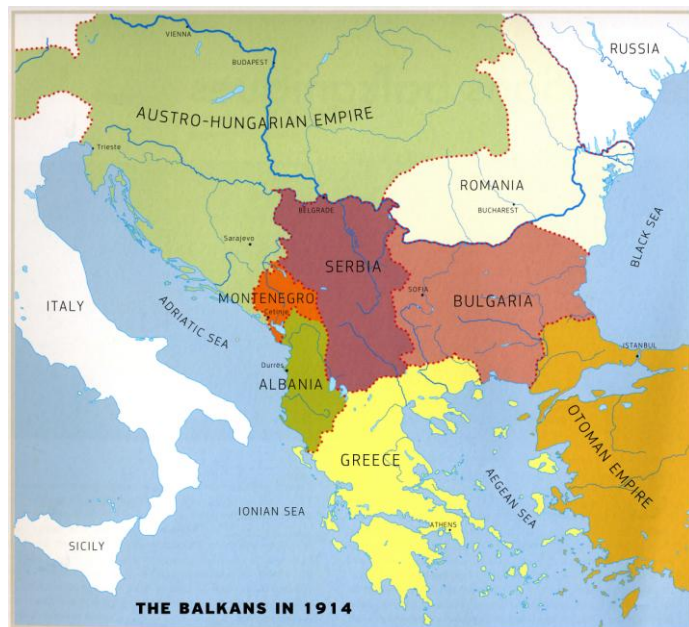 VIENNA
BUDAPEST
RUSSIA
AUSTRO-HUNGARIAN EMPIRE
Trieste
ROMANIA
BELGRADE
BUCHAREST
Sarajevo
BLACK SEA
SERBIA
ITALY
MONTENEGRO
SOFIA
BULGARIA
Cetinje
ADRIATIC SEA
ISTANBUL
Durres
ALBANIA
OTOMAN EMPIRE
GREECE
AEGEAN SEA
IONIAN SEA
ATHENS
SICILY
THE BALKANS IN 1914